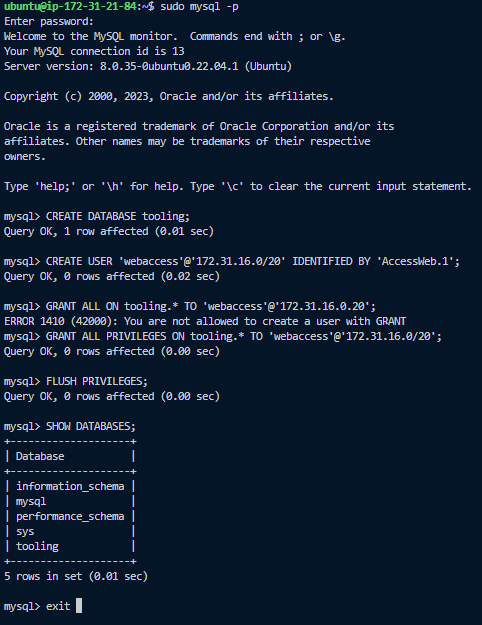 ubuntu@ip-172-31-21-84:~$ sudo mysql -p
Enter password:
Welcome to the MySQL monitor.  Commands end with ; or \g.
Your MySQL connection id is 13
Server version: 8.0.35-0ubuntu0.22.04.1 (Ubuntu)

Copyright (c) 2000, 2023, Oracle and/or its affiliates.

Oracle is a registered trademark of Oracle Corporation and/or its
affiliates. Other names may be trademarks of their respective
owners.

Type 'help;' or '\h' for help. Type '\c' to clear the current input statement.

mysql> CREATE DATABASE tooling;
Query OK, 1 row affected (0.01 sec)

mysql> CREATE USER 'webaccess'@'172.31.16.0/20' IDENTIFIED BY 'AccessWeb.1';
Query OK, 0 rows affected (0.02 sec)

mysql> GRANT ALL ON tooling.* TO 'webaccess'@'172.31.16.0.20';
ERROR 1410 (42000): You are not allowed to create a user with GRANT
mysql> GRANT ALL PRIVILEGES ON tooling.* TO 'webaccess'@'172.31.16.0/20';
Query OK, 0 rows affected (0.00 sec)

mysql> FLUSH PRIVILEGES;
Query OK, 0 rows affected (0.00 sec)

mysql> SHOW DATABASES;
+--------------------+
| Database           |
+--------------------+
| information_schema |
| mysql              |
| performance_schema |
| sys                |
| tooling            |
+--------------------+
5 rows in set (0.01 sec)

mysql> exit